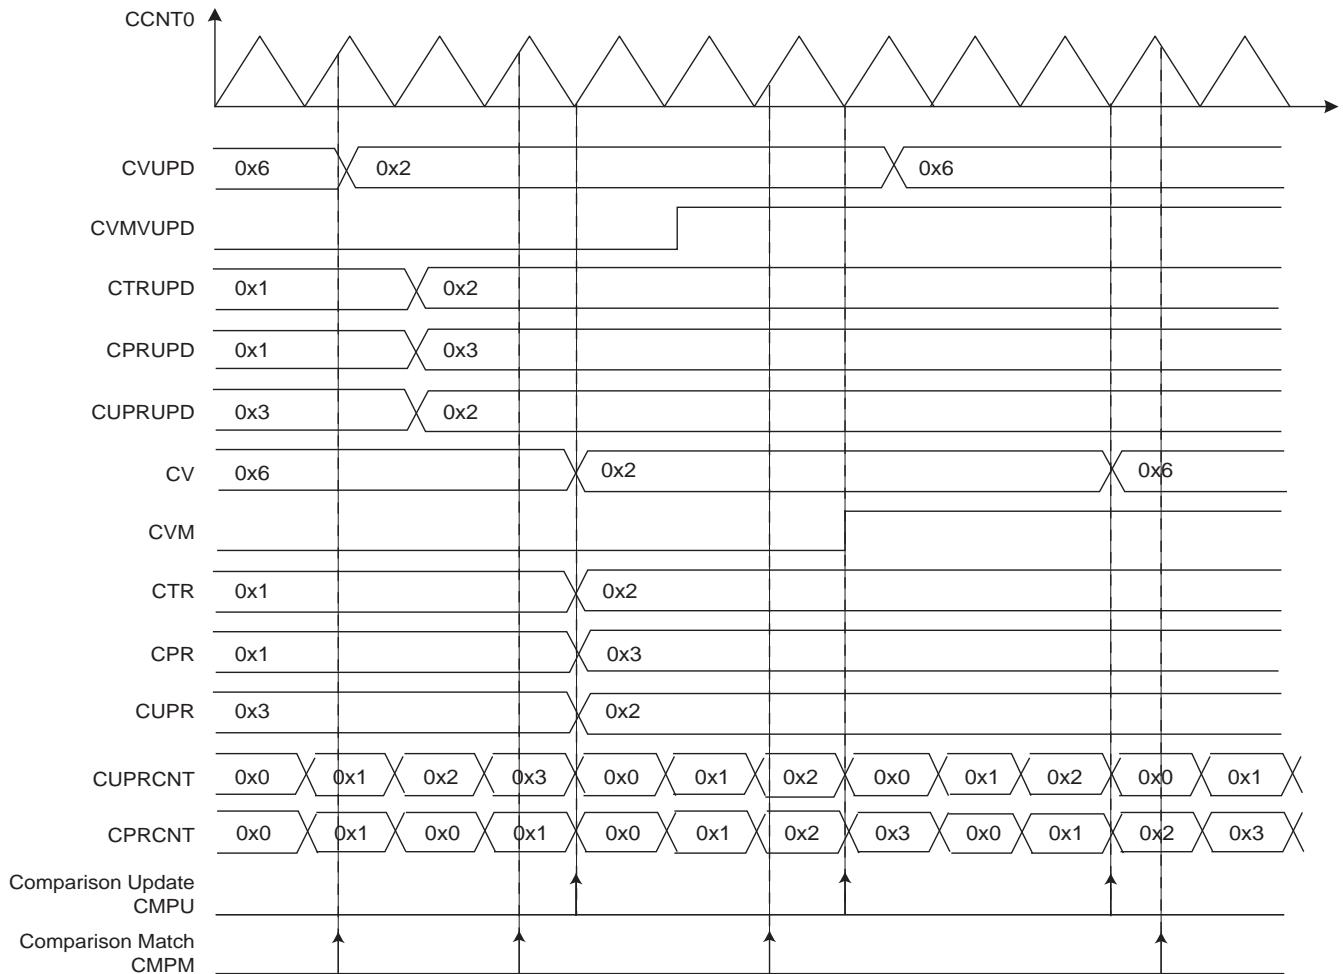 CCNT0
CVUPD 0x6 0x2 0x6
CVMVUPD
CTRUPD 0x1 0x2
CPRUPD 0x1 0x3
CUPRUPD 0x3 0x2
CV 0x6 0x2 0x6
CVM
CTR 0x1 0x2
CPR 0x1 0x3
CUPR 0x3 0x2
CUPRCNT 0x0 0x1 0x2 0x3 0x0 0x1 0x2 0x0 0x1 0x2 0x0 0x1
CPRCNT 0x0 0x1 0x0 0x1 0x0 0x1 0x2 0x3 0x0 0x1 0x2 0x3
Comparison Update
CMPU
Comparison Match
CMPM